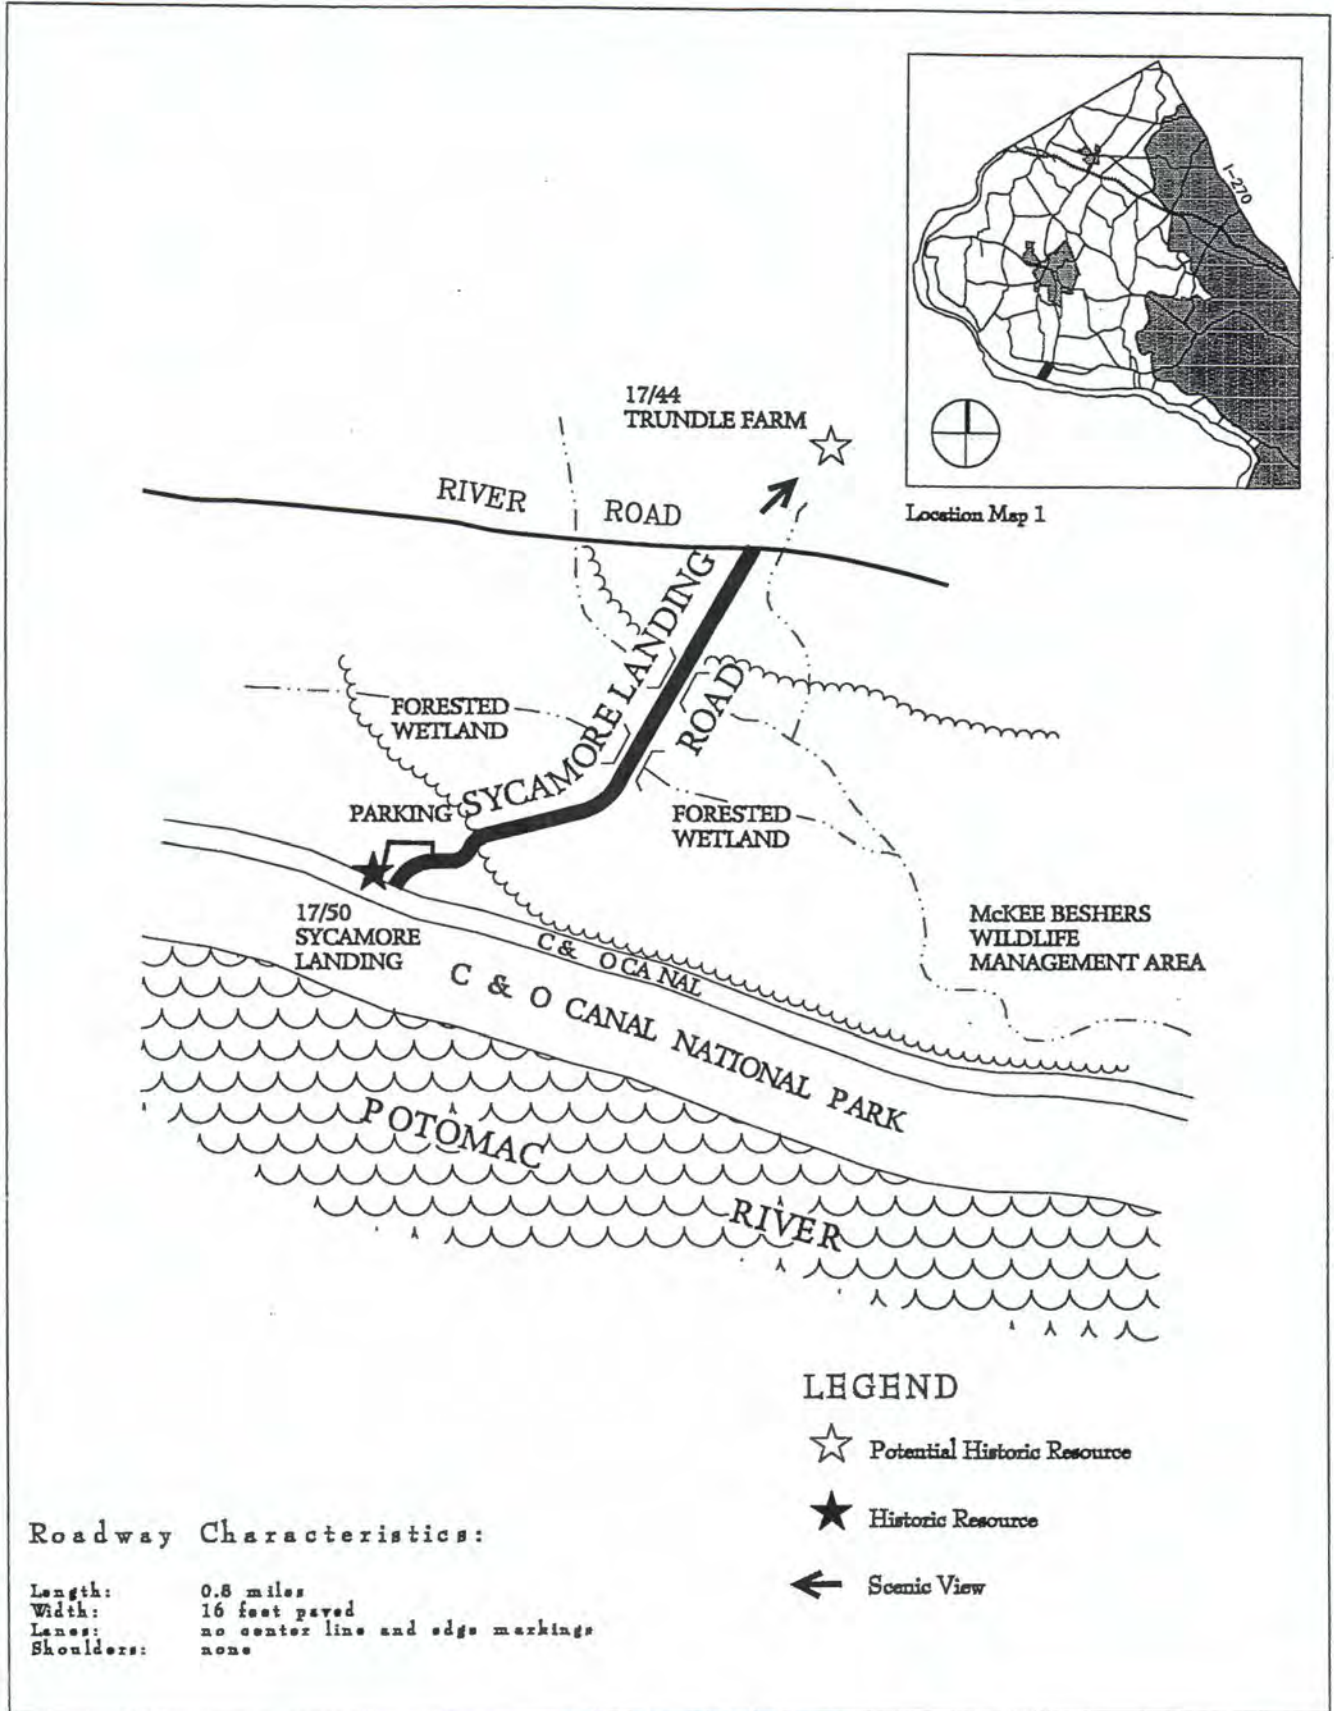 I-270
Location Map 1
17/44
TRUNDLE FARM
RIVER ROAD
SYCAMORE LANDING ROAD
FORESTED
WETLAND
PARKING
FORESTED
WETLAND
17/50
SYCAMORE
LANDING
McKEE BESHERS
WILDLIFE
MANAGEMENT AREA
C & O CANAL
C & O CANAL NATIONAL PARK
POTOMAC RIVER
LEGEND
Potential Historic Resource
Historic Resource
Scenic View
Roadway Characteristics:
Length: 0.8 miles
Width: 16 feet paved
Lanes: no center line and edge markings
Shoulders: none